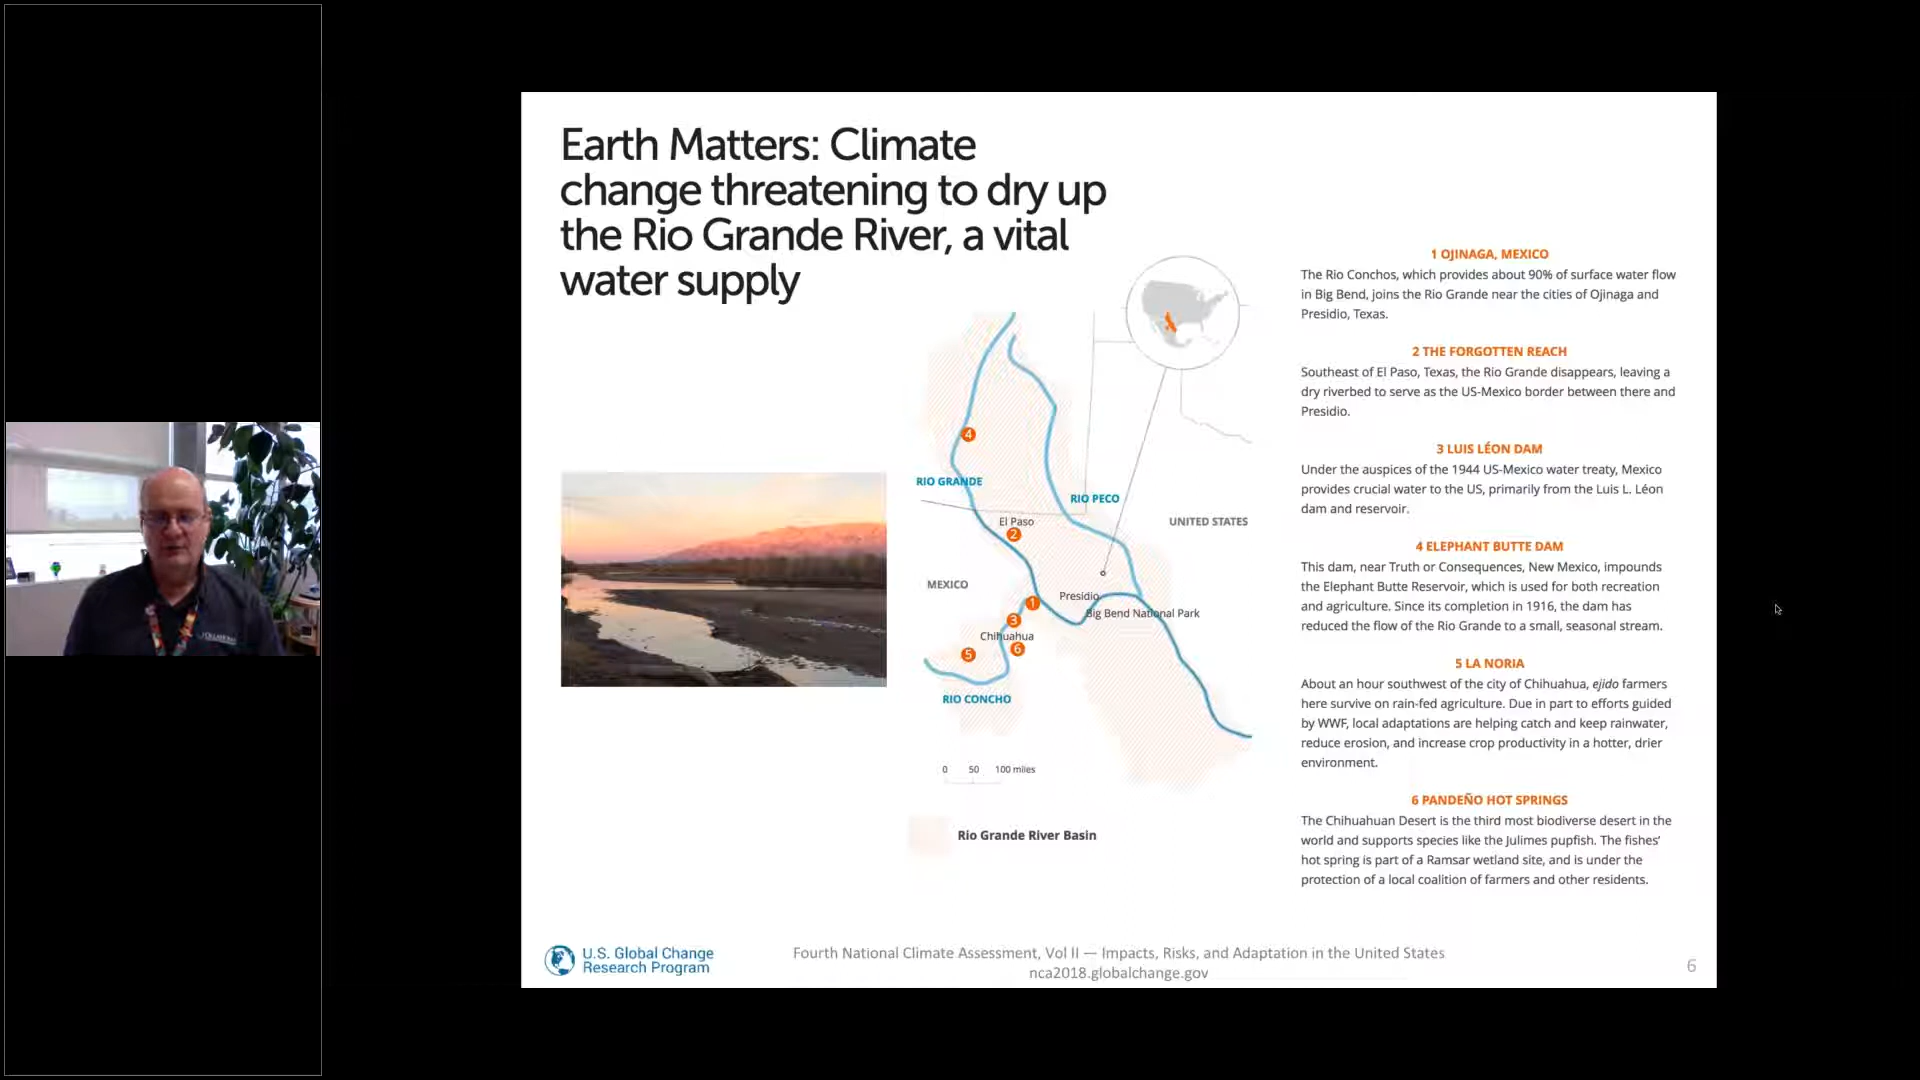 Earth Matters: Climate
change threatening to dry up
the Rio Grande River, a vital
water supply
RIO GRANDE
RIO PECO
El Paso
UNITED STATES
MEXICO
Presidio
Big Bend National Park
Chihuahua
RIO CONCHO
4
2
1
3
6
5
0 50 100 miles
Rio Grande River Basin
1 OJINAGA, MEXICO
The Rio Conchos, which provides about 90% of surface water flow
in Big Bend, joins the Rio Grande near the cities of Ojinaga and
Presidio, Texas.
2 THE FORGOTTEN REACH
Southeast of El Paso, Texas, the Rio Grande disappears, leaving a
dry riverbed to serve as the US-Mexico border between there and
Presidio.
3 LUIS LÉON DAM
Under the auspices of the 1944 US-Mexico water treaty, Mexico
provides crucial water to the US, primarily from the Luis L. Léon
dam and reservoir.
4 ELEPHANT BUTTE DAM
This dam, near Truth or Consequences, New Mexico, impounds
the Elephant Butte Reservoir, which is used for both recreation
and agriculture. Since its completion in 1916, the dam has
reduced the flow of the Rio Grande to a small, seasonal stream.
5 LA NORIA
About an hour southwest of the city of Chihuahua, ejido farmers
here survive on rain-fed agriculture. Due in part to efforts guided
by WWF, local adaptations are helping catch and keep rainwater,
reduce erosion, and increase crop productivity in a hotter, drier
environment.
6 PANDEÑO HOT SPRINGS
The Chihuahuan Desert is the third most biodiverse desert in the
world and supports species like the Julimes pupfish. The fishes’
hot spring is part of a Ramsar wetland site, and is under the
protection of a local coalition of farmers and other residents.
U.S. Global Change
Research Program
Fourth National Climate Assessment, Vol II — Impacts, Risks, and Adaptation in the United States
nca2018.globalchange.gov
6